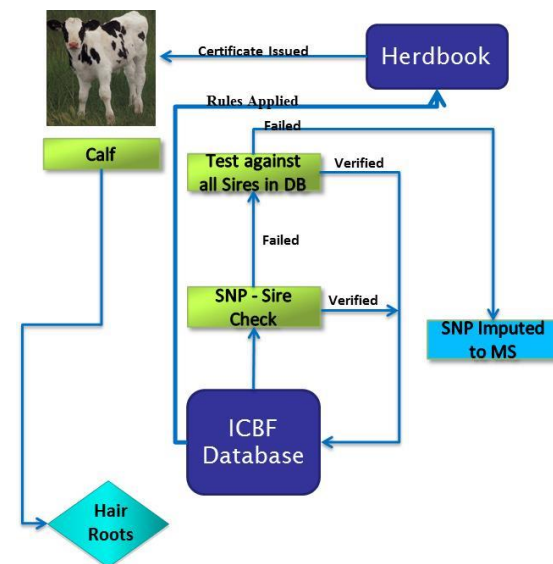 Certificate Issued
Herdbook
Rules Applied
Failed
Calf
Test against
all Sires in DB
Verified
Failed
SNP - Sire
Check
Verified
SNP Imputed
to MS
ICBF
Database
Hair
Roots